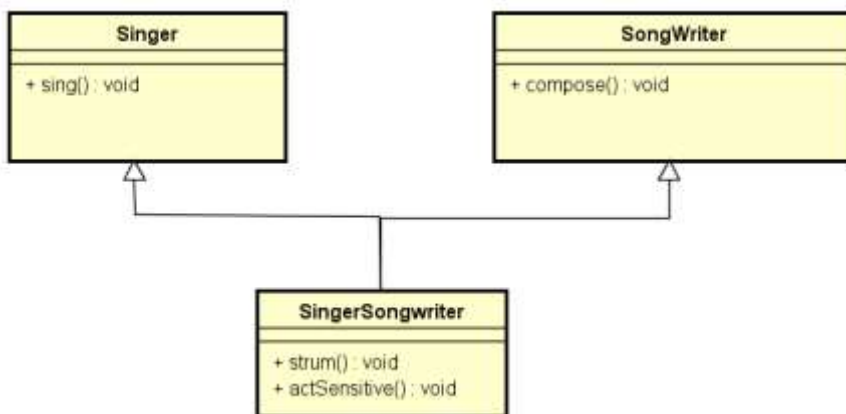 Singer
+ sing() : void
SongWriter
+ compose() : void
SingerSongwriter
+ strum() : void
+ actSensitive() : void